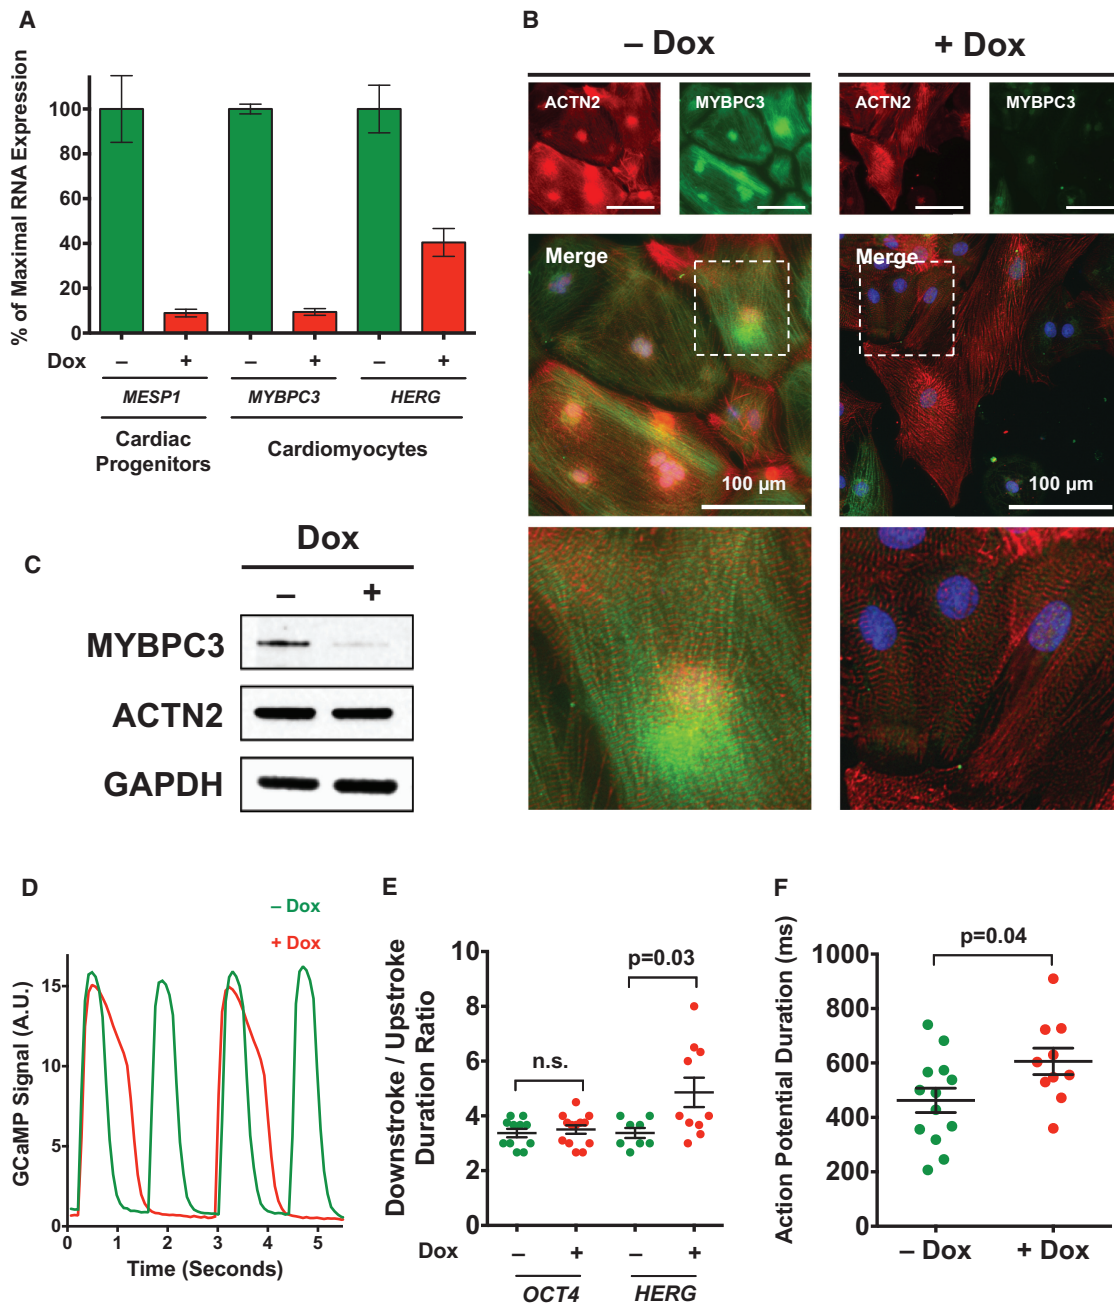 A
% of Maximal RNA Expression
100
80
60
40
20
0
Dox
– + – + – +
MESP1 MYBPC3 HERG
Cardiac
Progenitors
Cardiomyocytes
B
– Dox + Dox
ACTN2 MYBPC3 ACTN2 MYBPC3
Merge Merge
100 µm 100 µm
C
Dox
– +
MYBPC3
ACTN2
GAPDH
D
– Dox
+ Dox
GCaMP Signal (A.U.)
15
10
5
0
0 1 2 3 4 5
Time (Seconds)
E
Downstroke / Upstroke
Duration Ratio
10
8
6
4
2
0
n.s.
p=0.03
Dox – + – +
OCT4 HERG
F
Action Potential Duration (ms)
1000
800
600
400
200
0
p=0.04
– Dox + Dox